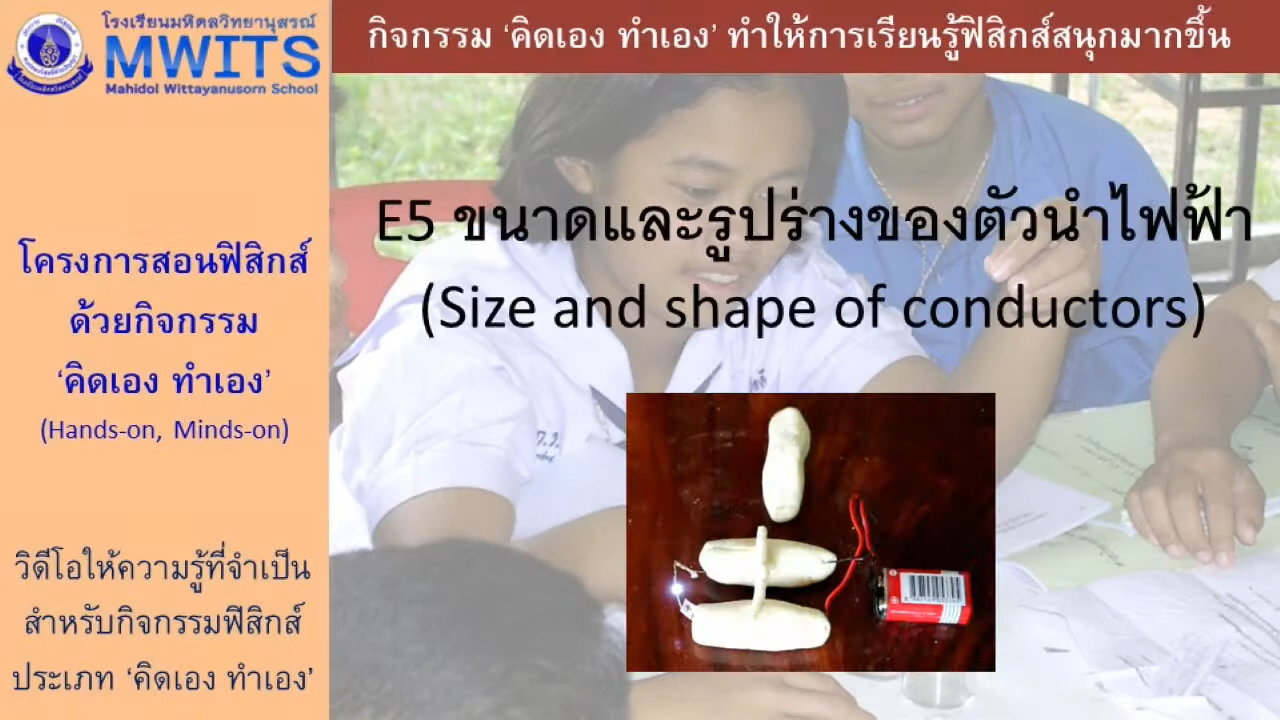 โรงเรียนมหิดลวิทยานุสรณ์
MWITS
Mahidol Wittayanusorn School
กิจกรรม ‘คิดเอง ทำเอง’ ทำให้การเรียนรู้ฟิสิกส์สนุกมากขึ้น
E5 ขนาดและรูปร่างของตัวนำไฟฟ้า
(Size and shape of conductors)
โครงการสอนฟิสิกส์
ด้วยกิจกรรม
‘คิดเอง ทำเอง’
(Hands-on, Minds-on)
วิดีโอให้ความรู้ที่จำเป็น
สำหรับกิจกรรมฟิสิกส์
ประเภท ‘คิดเอง ทำเอง’